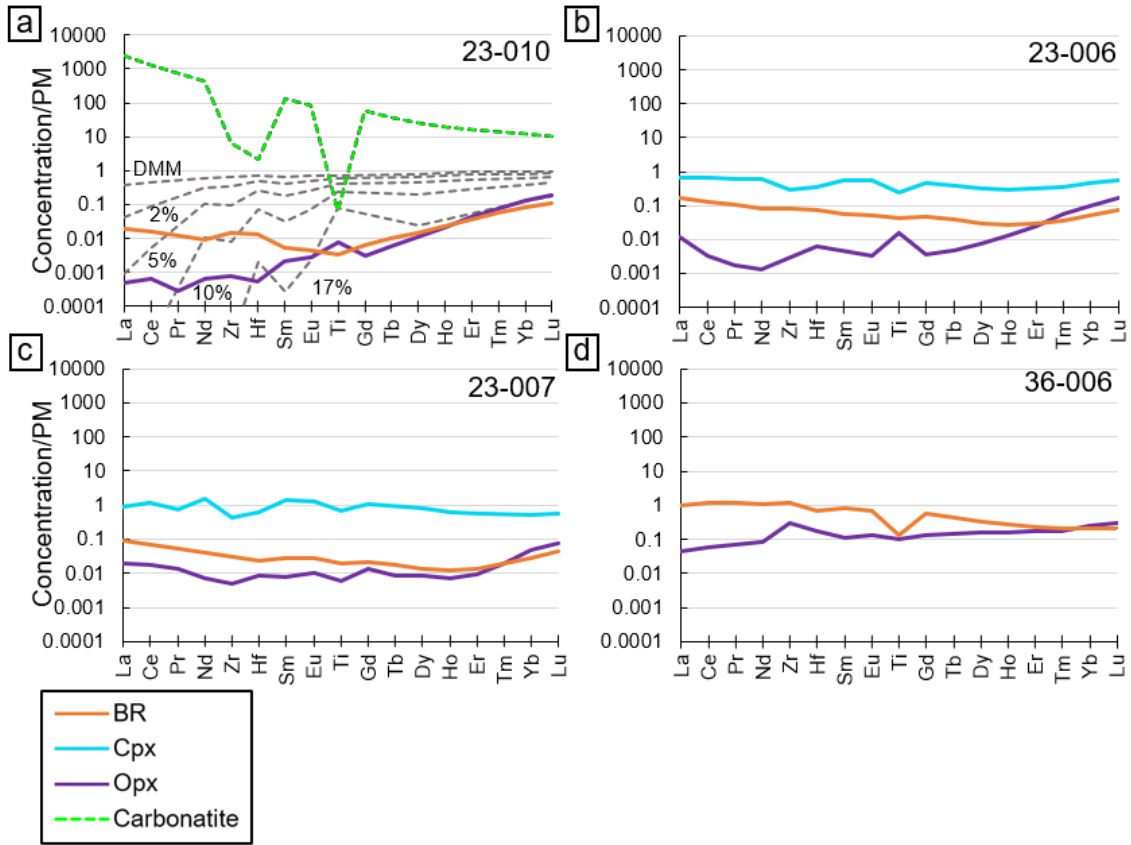 a
23-010
Concentration/PM
10000
1000
100
10
1
0.1
0.01
0.001
0.0001
DMM
2%
5%
10%
17%
La Ce Pr Nd Zr Hf Sm Eu Ti Gd Tb Dy Ho Er Tm Yb Lu
b
23-006
10000
1000
100
10
1
0.1
0.01
0.001
0.0001
La Ce Pr Nd Zr Hf Sm Eu Ti Gd Tb Dy Ho Er Tm Yb Lu
c
23-007
Concentration/PM
10000
1000
100
10
1
0.1
0.01
0.001
0.0001
La Ce Pr Nd Zr Hf Sm Eu Ti Gd Tb Dy Ho Er Tm Yb Lu
d
36-006
10000
1000
100
10
1
0.1
0.01
0.001
0.0001
La Ce Pr Nd Zr Hf Sm Eu Ti Gd Tb Dy Ho Er Tm Yb Lu
BR
Cpx
Opx
Carbonatite